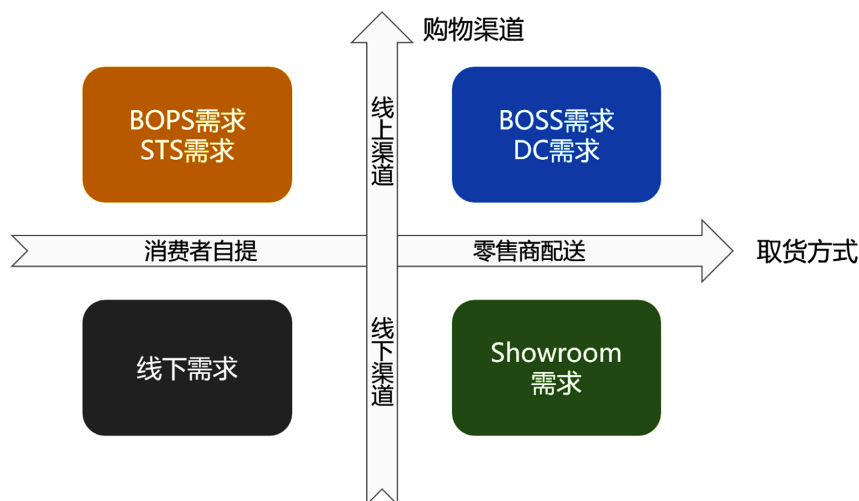 购物渠道
BOPS需求
STS需求
线上渠道
BOSS需求
DC需求
消费者自提
零售商配送
取货方式
线下需求
线下渠道
Showroom
需求